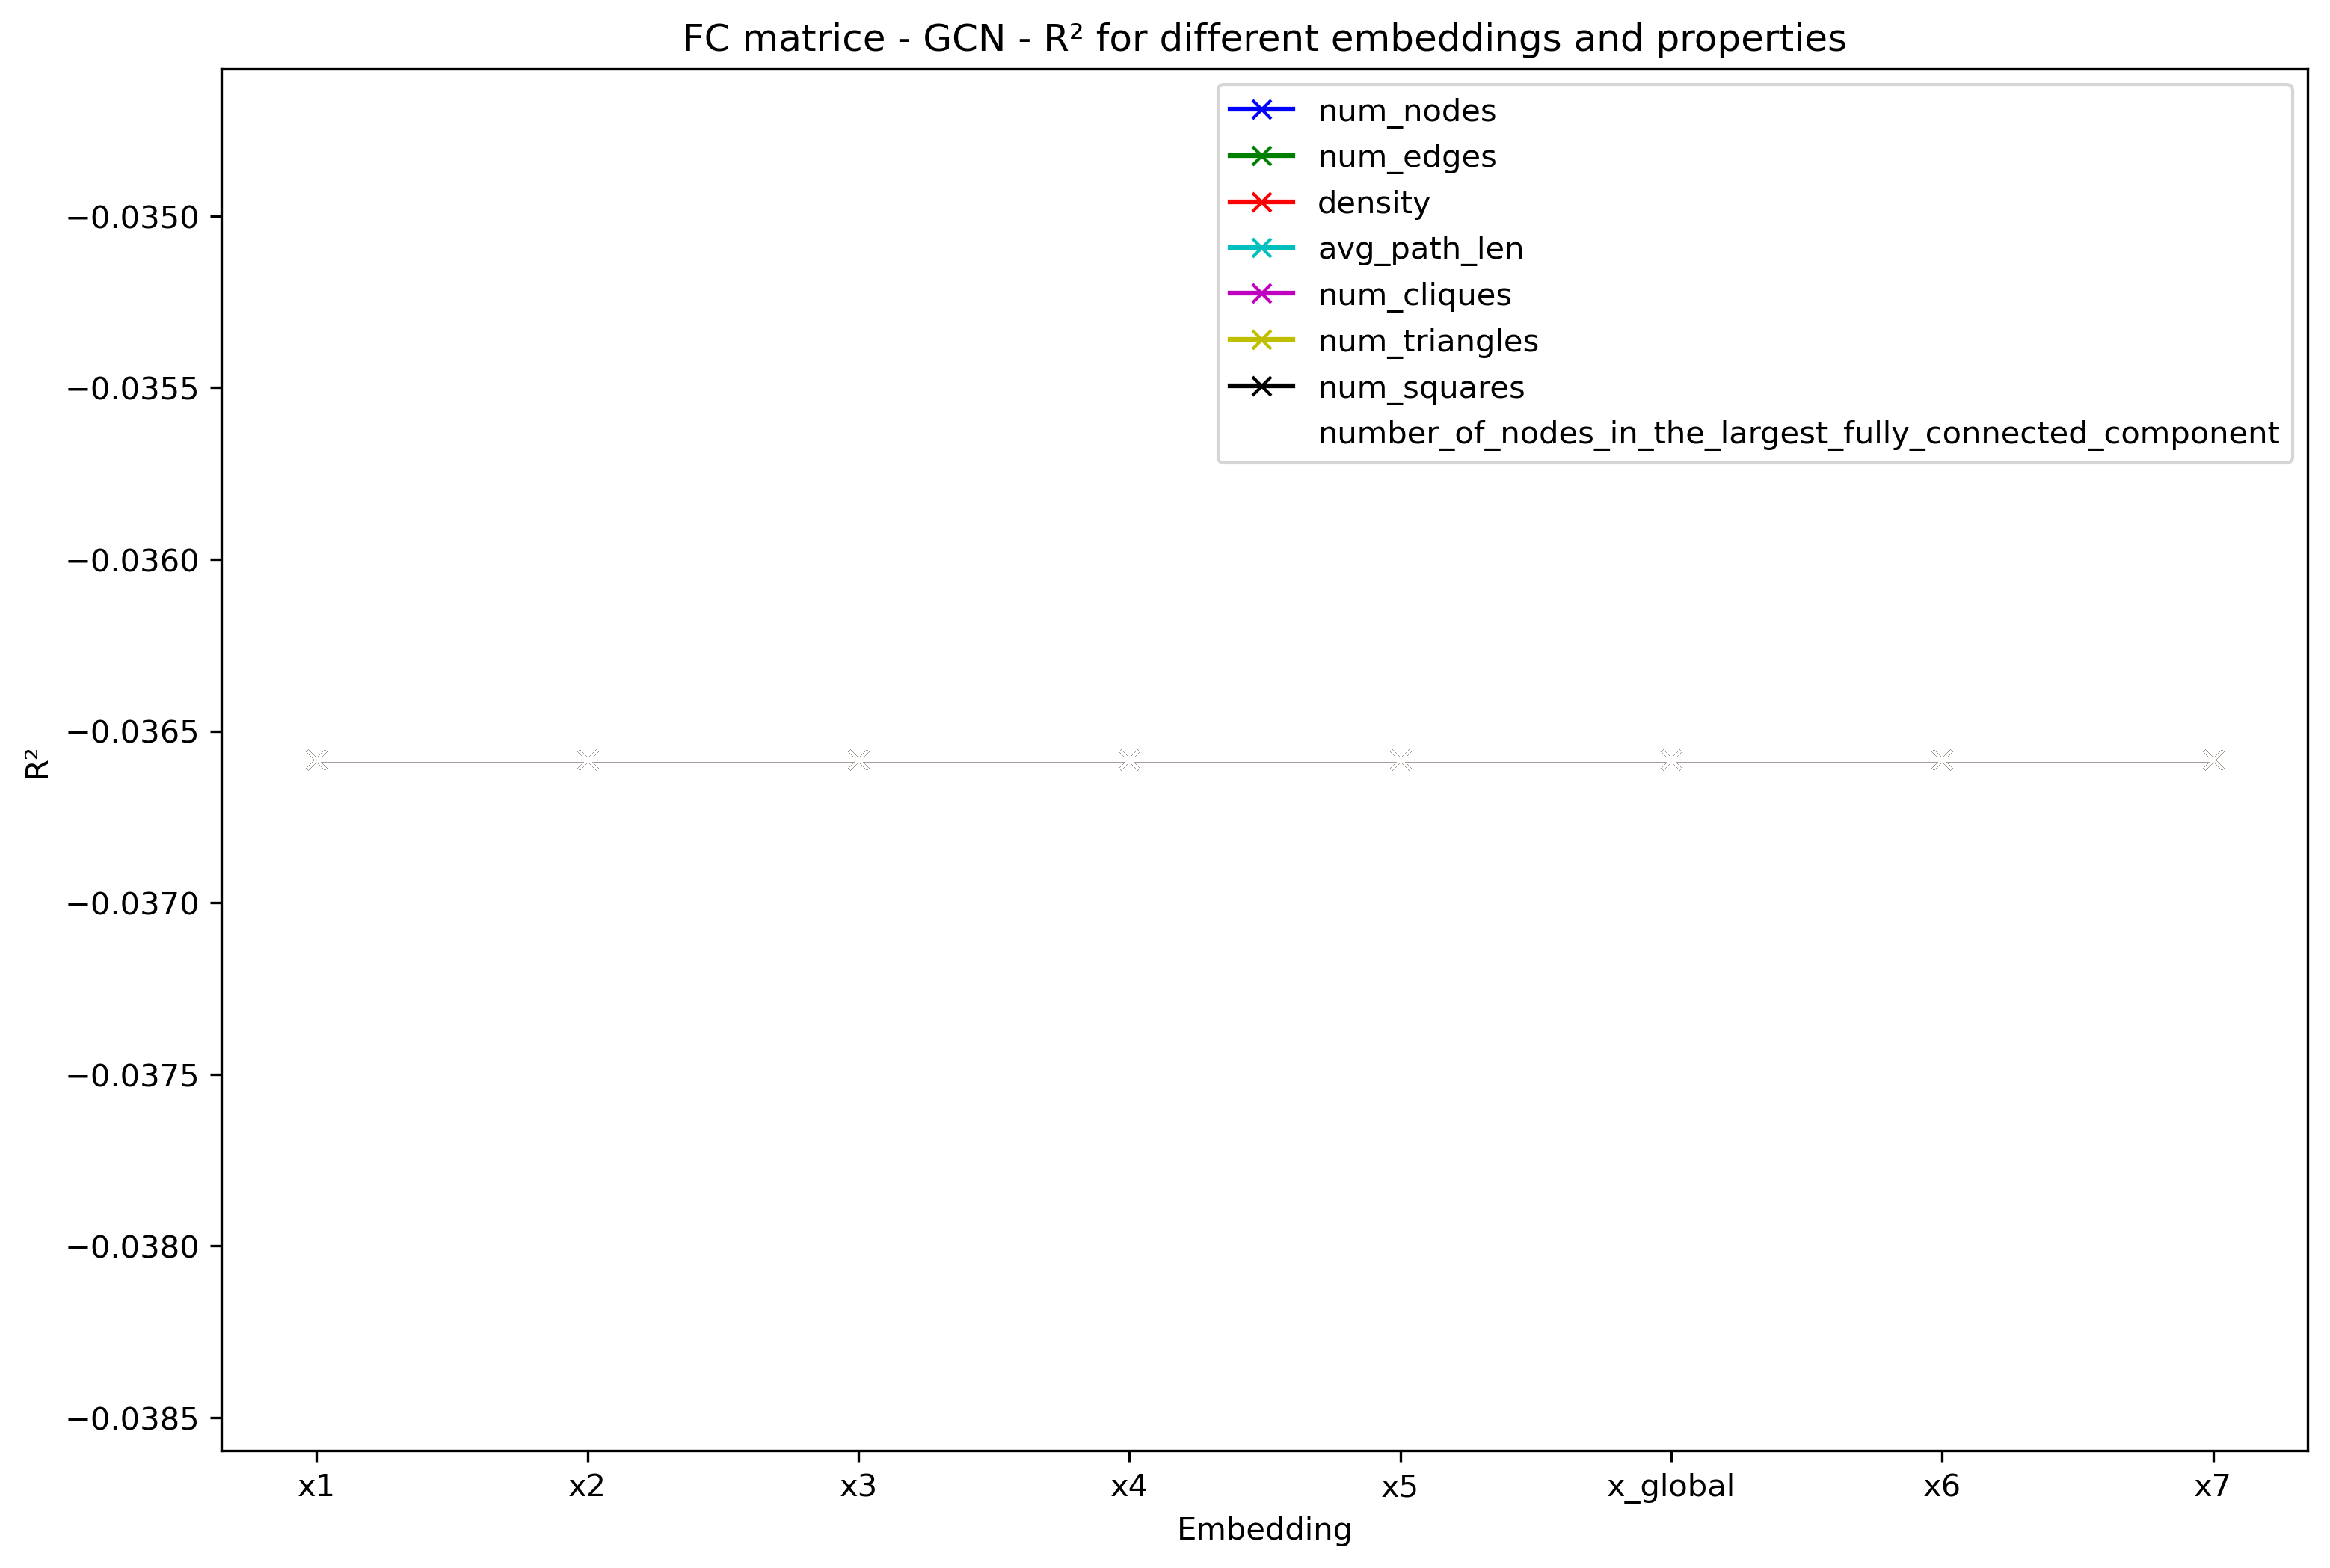 FC matrice - GCN - R² for different embeddings and properties
num_nodes
num_edges
density
avg_path_len
num_cliques
num_triangles
num_squares
number_of_nodes_in_the_largest_fully_connected_component
−0.0350
−0.0355
−0.0360
−0.0365
−0.0370
−0.0375
−0.0380
−0.0385
R²
x1 x2 x3 x4 x5 x_global x6 x7
Embedding